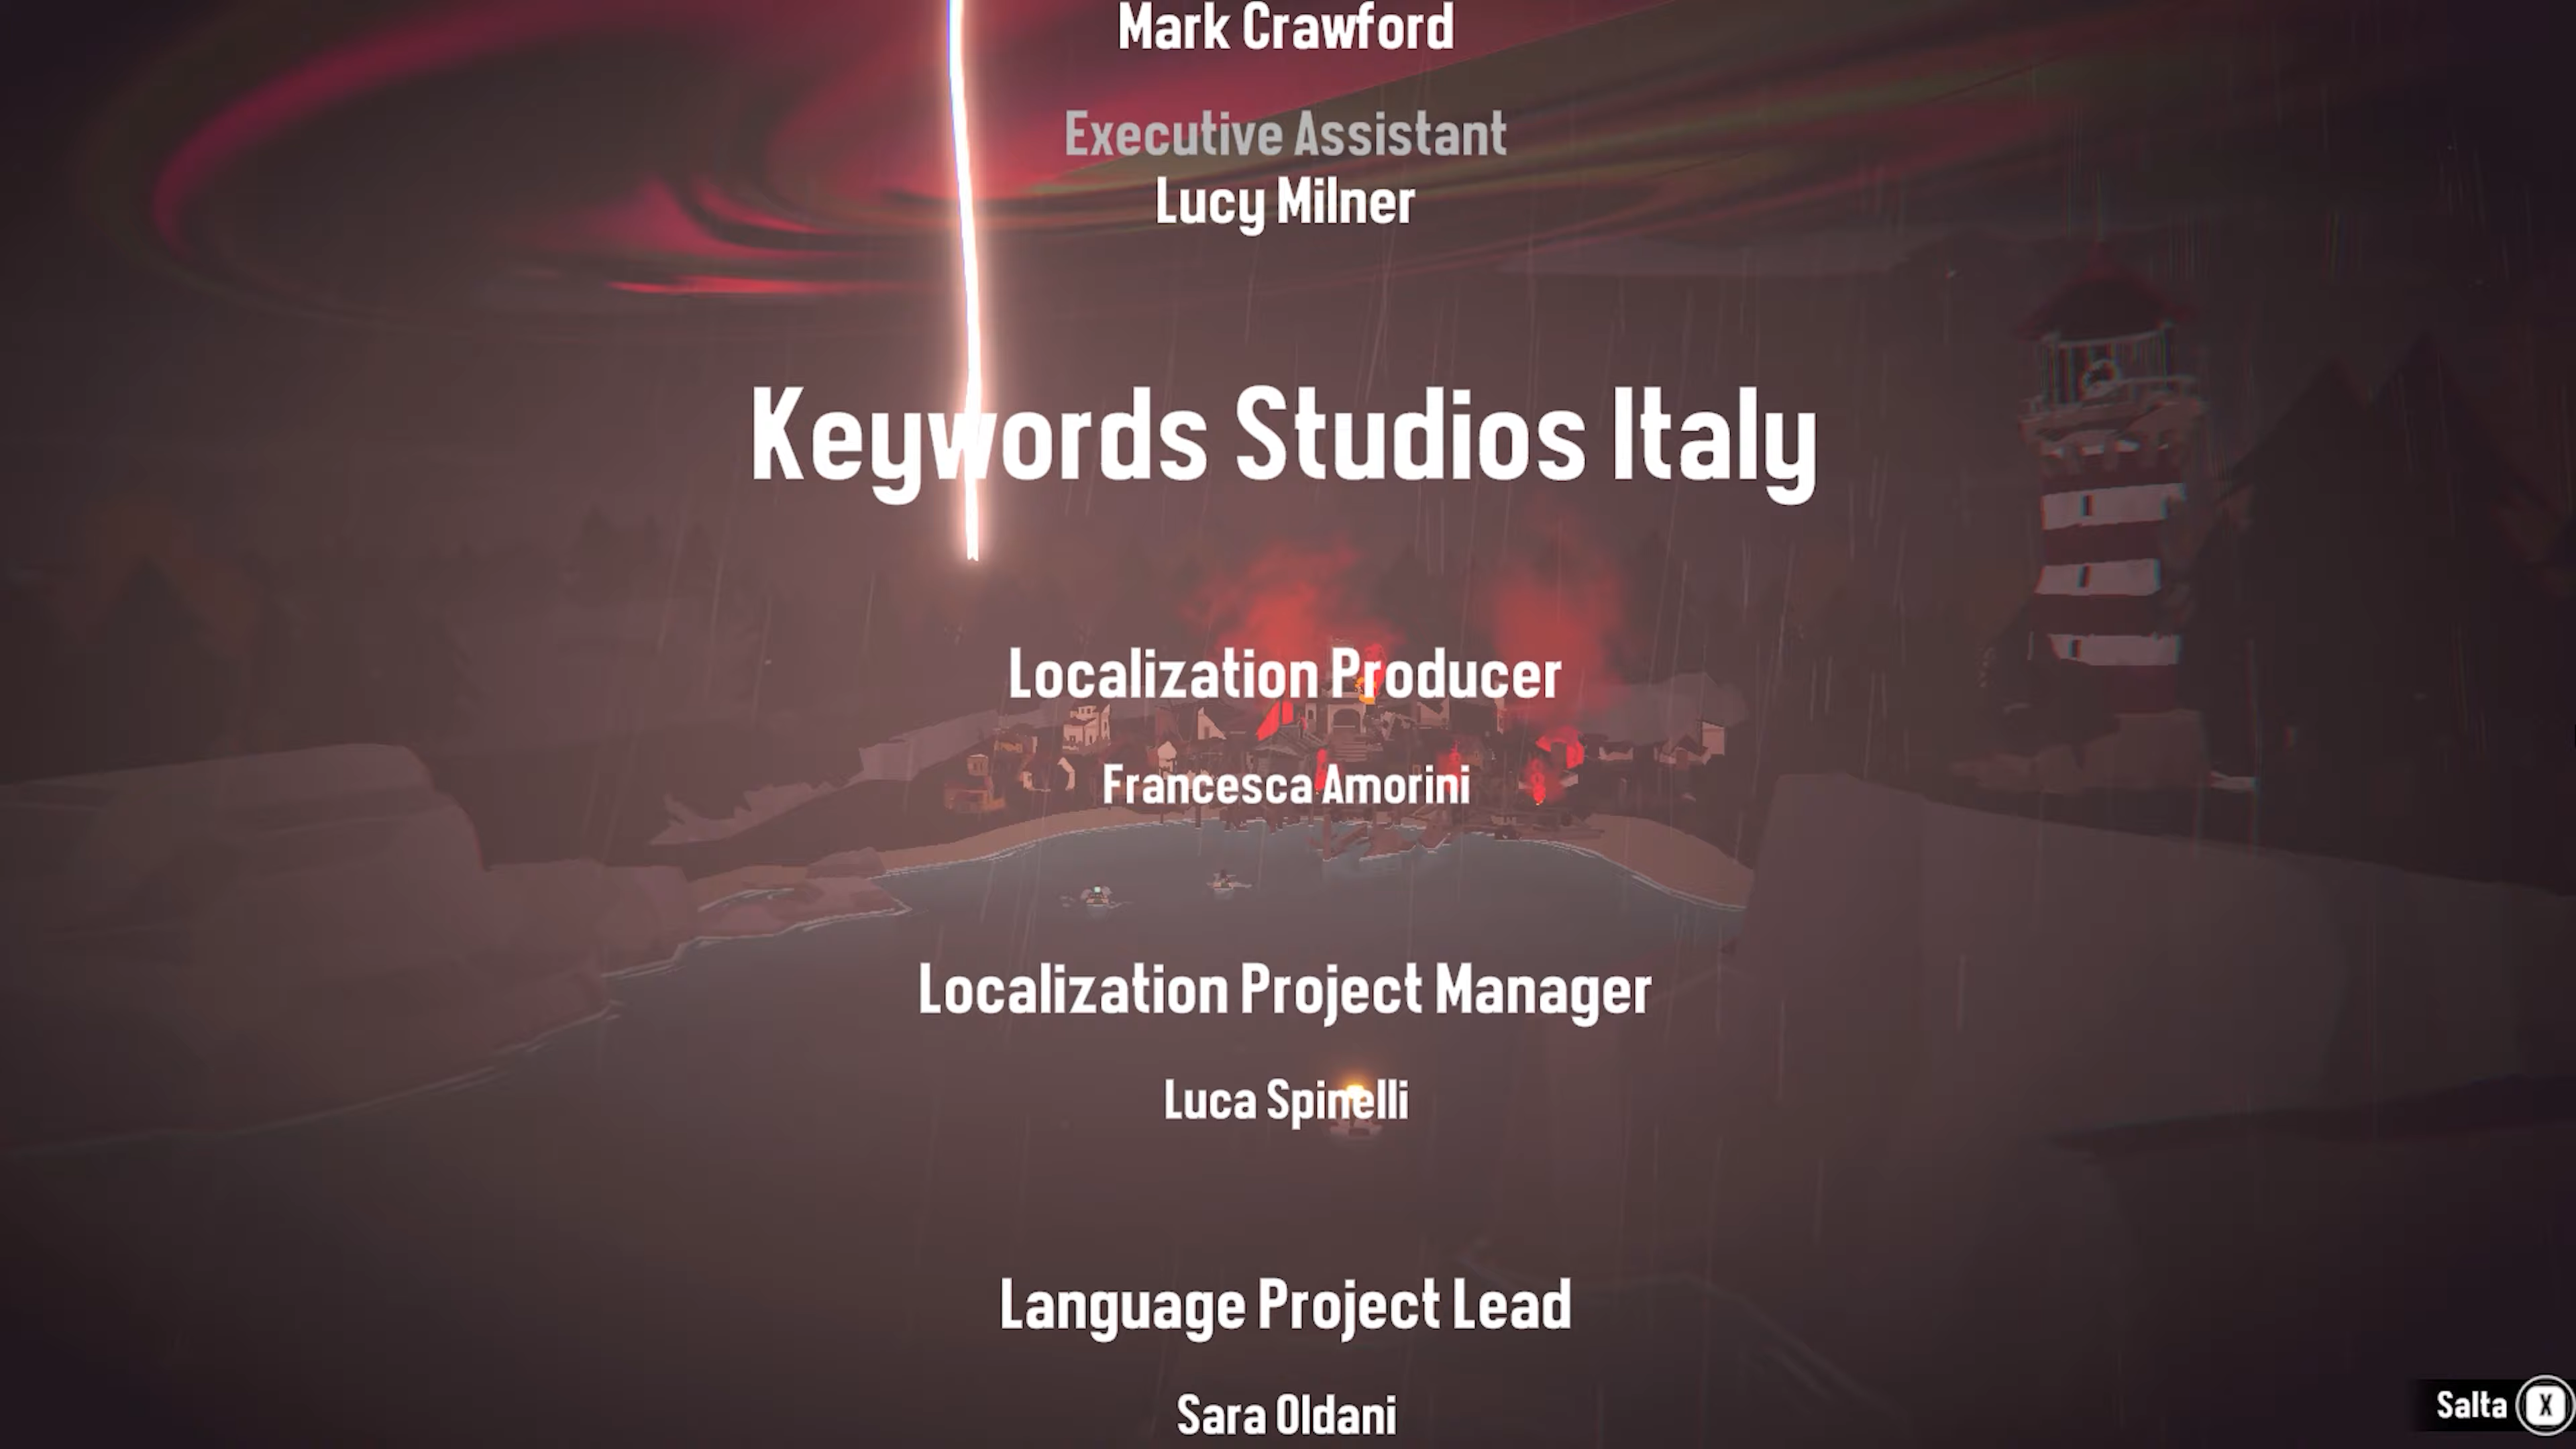 Mark Crawford
Executive Assistant
Lucy Milner
Keywords Studios Italy
Localization Producer
Francesca Amorini
Localization Project Manager
Luca Spinelli
Language Project Lead
Sara Oldani
Salta X